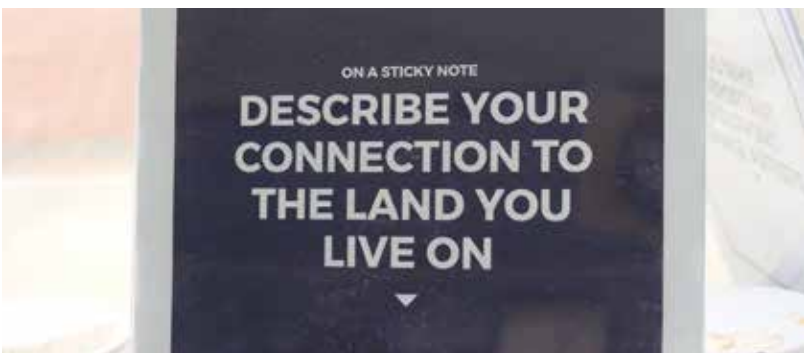 ON A STICKY NOTE
DESCRIBE YOUR
CONNECTION TO
THE LAND YOU
LIVE ON